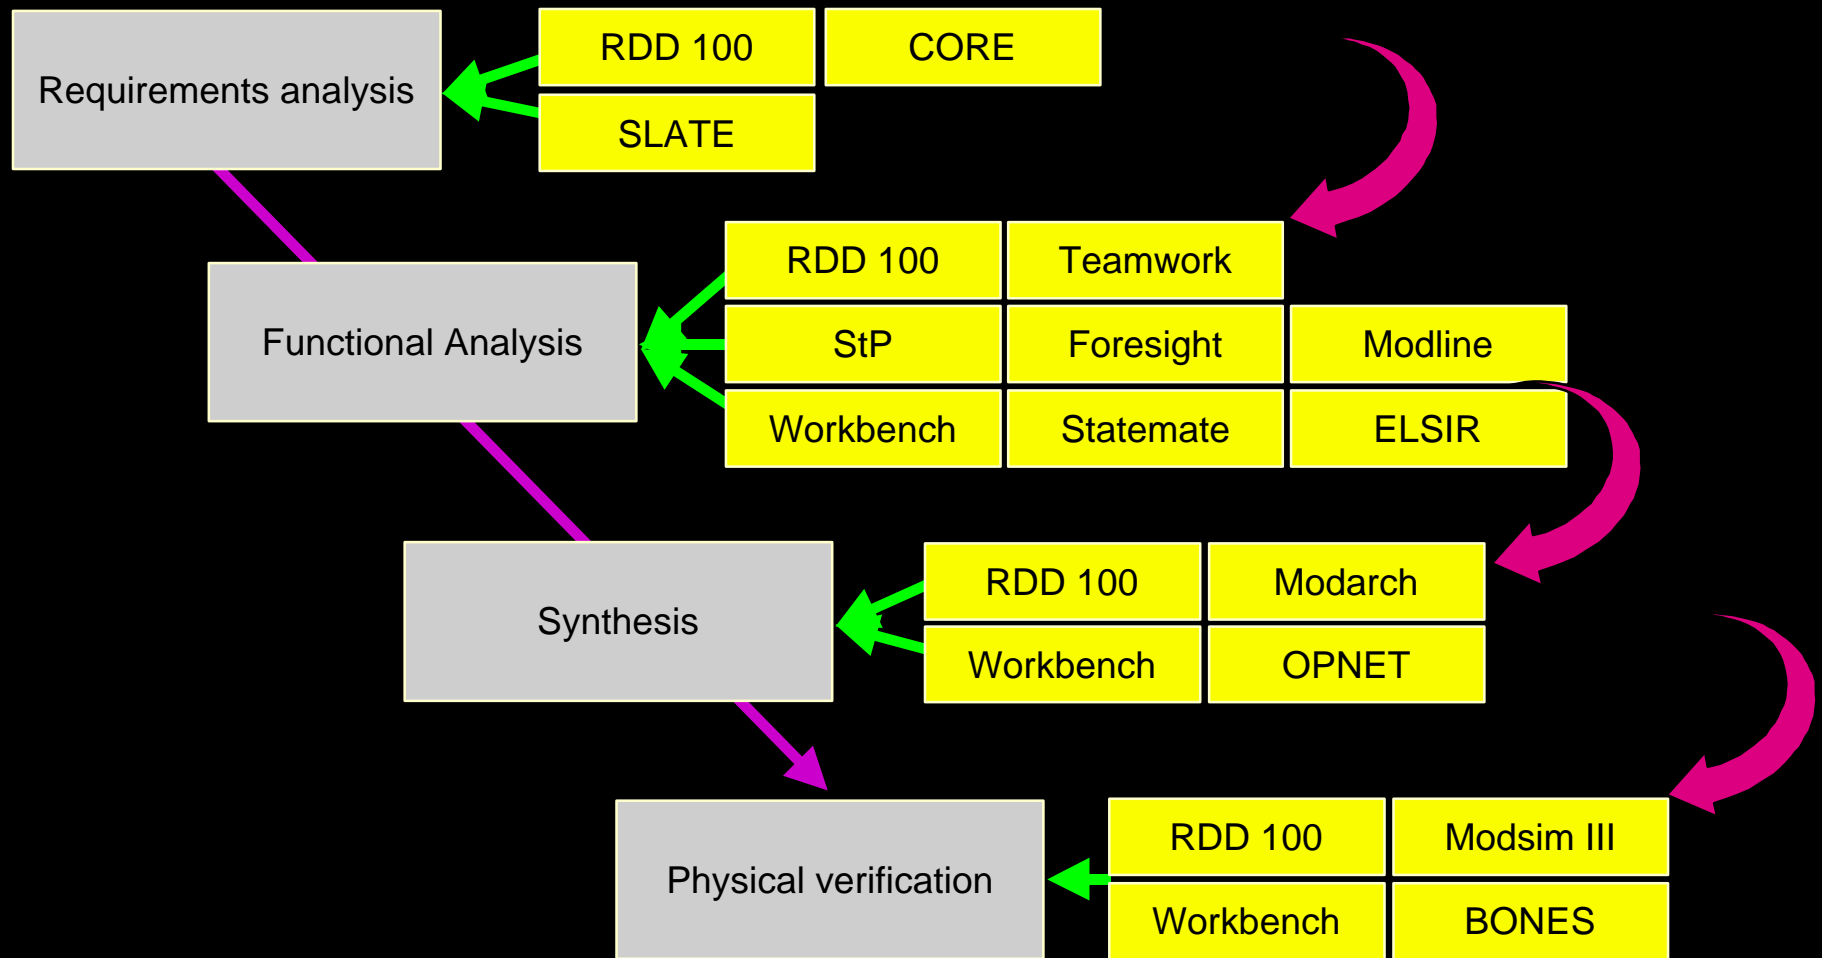 Requirements analysis
RDD 100
CORE
SLATE
Functional Analysis
RDD 100
Teamwork
StP
Foresight
Modline
Workbench
Statemate
ELSIR
Synthesis
RDD 100
Modarch
Workbench
OPNET
Physical verification
RDD 100
Modsim III
Workbench
BONES